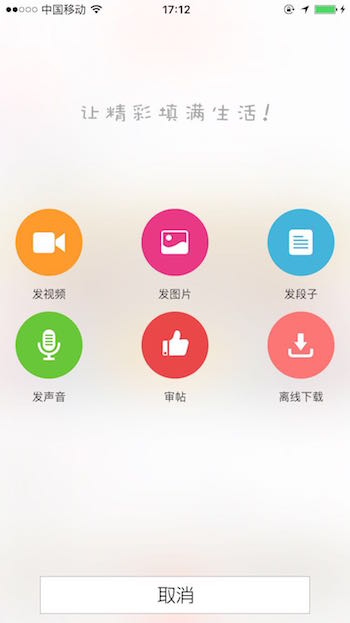 中国移动 17:12
让精彩填满生活!
发视频 发图片 发段子
发声音 审帖 离线下载
取消